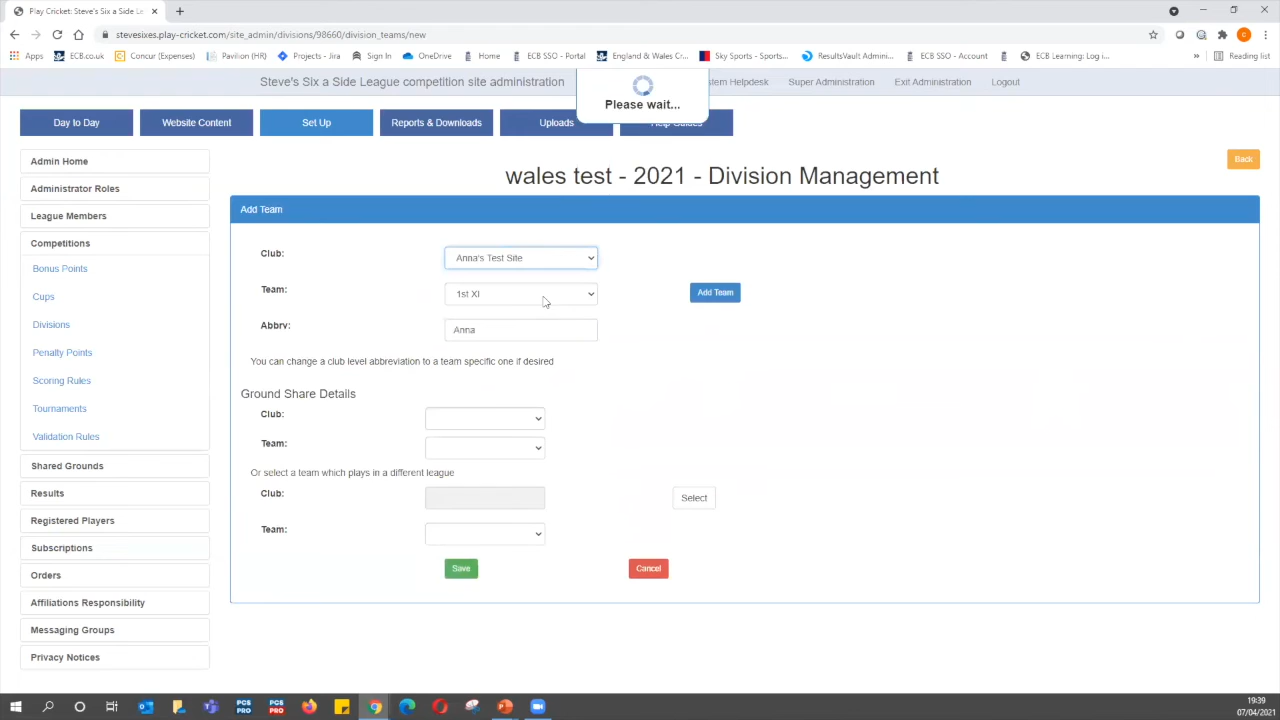 Play Cricket: Steve's Six a Side Le
stevesixes.play-cricket.com/site_admin/divisions/98660/division_teams/new
Apps ECB.co.uk Concur (Expenses) Pavilion (HR) Projects - Jira Sign In OneDrive Home ECB SSO - Portal England & Wales Cr... Sky Sports - Sports... ResultsVault Admini... ECB SSO - Account ECB Learning: Log i... » Reading list
Steve's Six a Side League competition site administration
Please wait...
stem Helpdesk Super Administration Exit Administration Logout
Day to Day Website Content Set Up Reports & Downloads Uploads Help Guides
Back
Admin Home
Administrator Roles
League Members
Competitions
Bonus Points
Cups
Divisions
Penalty Points
Scoring Rules
Tournaments
Validation Rules
Shared Grounds
Results
Registered Players
Subscriptions
Orders
Affiliations Responsibility
Messaging Groups
Privacy Notices
wales test - 2021 - Division Management
Add Team
Club: Anna's Test Site
Team: 1st XI Add Team
Abbrv: Anna
You can change a club level abbreviation to a team specific one if desired
Ground Share Details
Club:
Team:
Or select a team which plays in a different league
Club: Select
Team:
Save Cancel
PCS PRO PCS PRO
19:39
07/04/2021